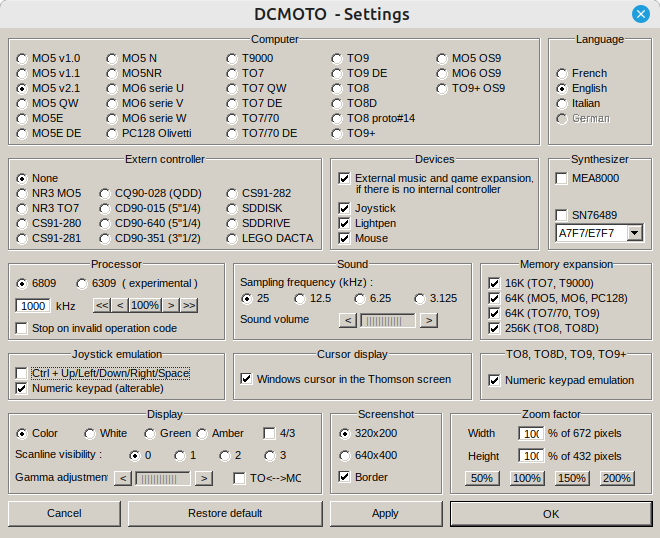 DCMOTO - Settings
Computer
MO5 v1.0 MO5 N T9000 TO9 MO5 OS9
MO5 v1.1 MO5NR TO7 TO9 DE MO6 OS9
MO5 v2.1 MO6 serie U TO7 QW TO8 TO9+ OS9
MO5 QW MO6 serie V TO7 DE TO8D
MO5E MO6 serie W TO7/70 TO8 proto#14
MO5E DE PC128 Olivetti TO7/70 DE TO9+
Language
French
English
Italian
German
Extern controller
None
NR3 MO5 CQ90-028 (QDD) CS91-282
NR3 TO7 CD90-015 (5"1/4) SDDISK
CS91-280 CD90-640 (5"1/4) SDDRIVE
CS91-281 CD90-351 (3"1/2) LEGO DACTA
Devices
External music and game expansion,
if there is no internal controller
Joystick
Lightpen
Mouse
Synthesizer
MEA8000
SN76489
A7F7/E7F7
Processor
6809 6309 ( experimental )
1000 kHz << < 100% > >>
Stop on invalid operation code
Sound
Sampling frequency (kHz) :
25 12.5 6.25 3.125
Sound volume < >
Memory expansion
16K (TO7, T9000)
64K (MO5, MO6, PC128)
64K (TO7/70, TO9)
256K (TO8, TO8D)
Joystick emulation
Ctrl + Up/Left/Down/Right/Space
Numeric keypad (alterable)
Cursor display
Windows cursor in the Thomson screen
TO8, TO8D, TO9, TO9+
Numeric keypad emulation
Display
Color White Green Amber 4/3
Scanline visibility : 0 1 2 3
Gamma adjustment < > TO<-->MO
Screenshot
320x200
640x400
Border
Zoom factor
Width 100 % of 672 pixels
Height 100 % of 432 pixels
50% 100% 150% 200%
Cancel Restore default Apply OK